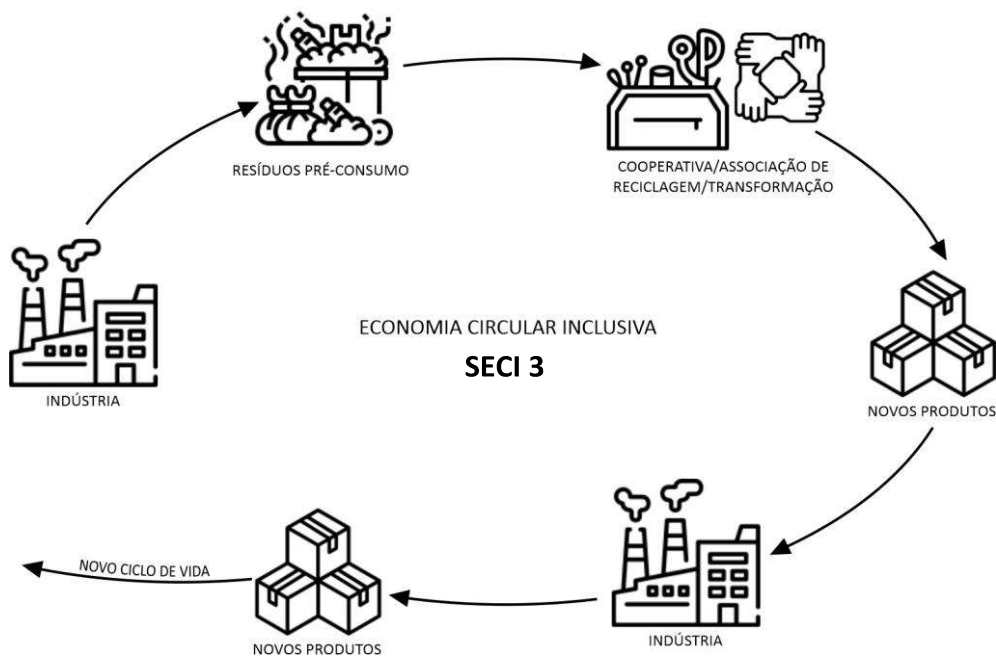 RESÍDUOS PRÉ-CONSUMO
COOPERATIVA/ASSOCIAÇÃO DE
RECICLAGEM/TRANSFORMAÇÃO
ECONOMIA CIRCULAR INCLUSIVA
SECI 3
INDÚSTRIA
NOVOS PRODUTOS
NOVO CICLO DE VIDA
NOVOS PRODUTOS
INDÚSTRIA